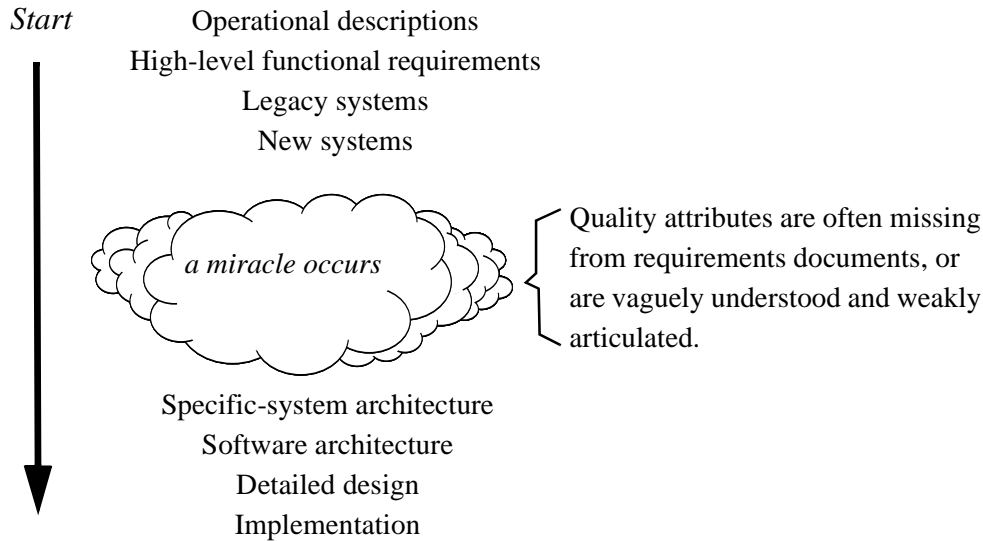 Start
Operational descriptions
High-level functional requirements
Legacy systems
New systems
a miracle occurs
Quality attributes are often missing
from requirements documents, or
are vaguely understood and weakly
articulated.
Specific-system architecture
Software architecture
Detailed design
Implementation